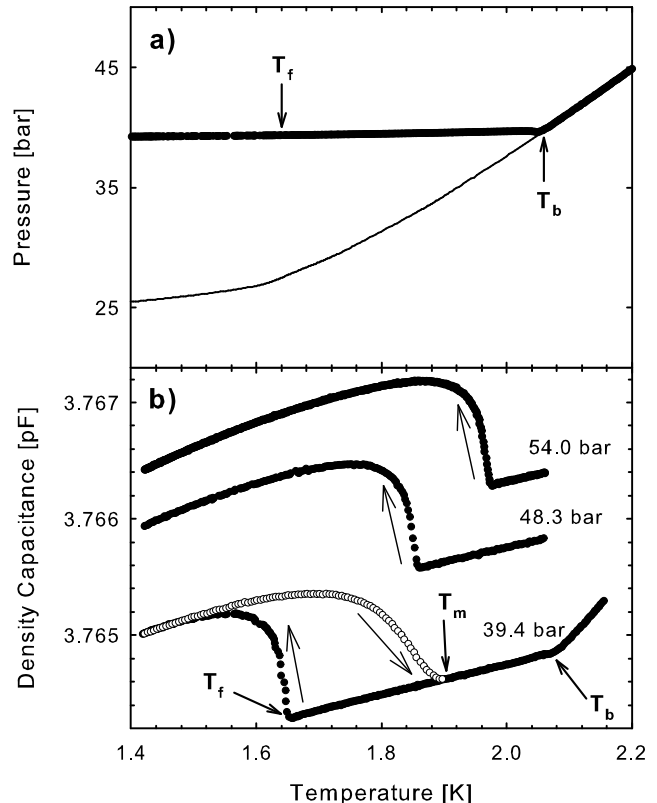 a)
T_f
45
35
25
Pressure [bar]
T_b
b)
3.767
3.766
3.765
Density Capacitance [pF]
54.0 bar
48.3 bar
39.4 bar
T_m
T_f
T_b
1.4 1.6 1.8 2.0 2.2
Temperature [K]